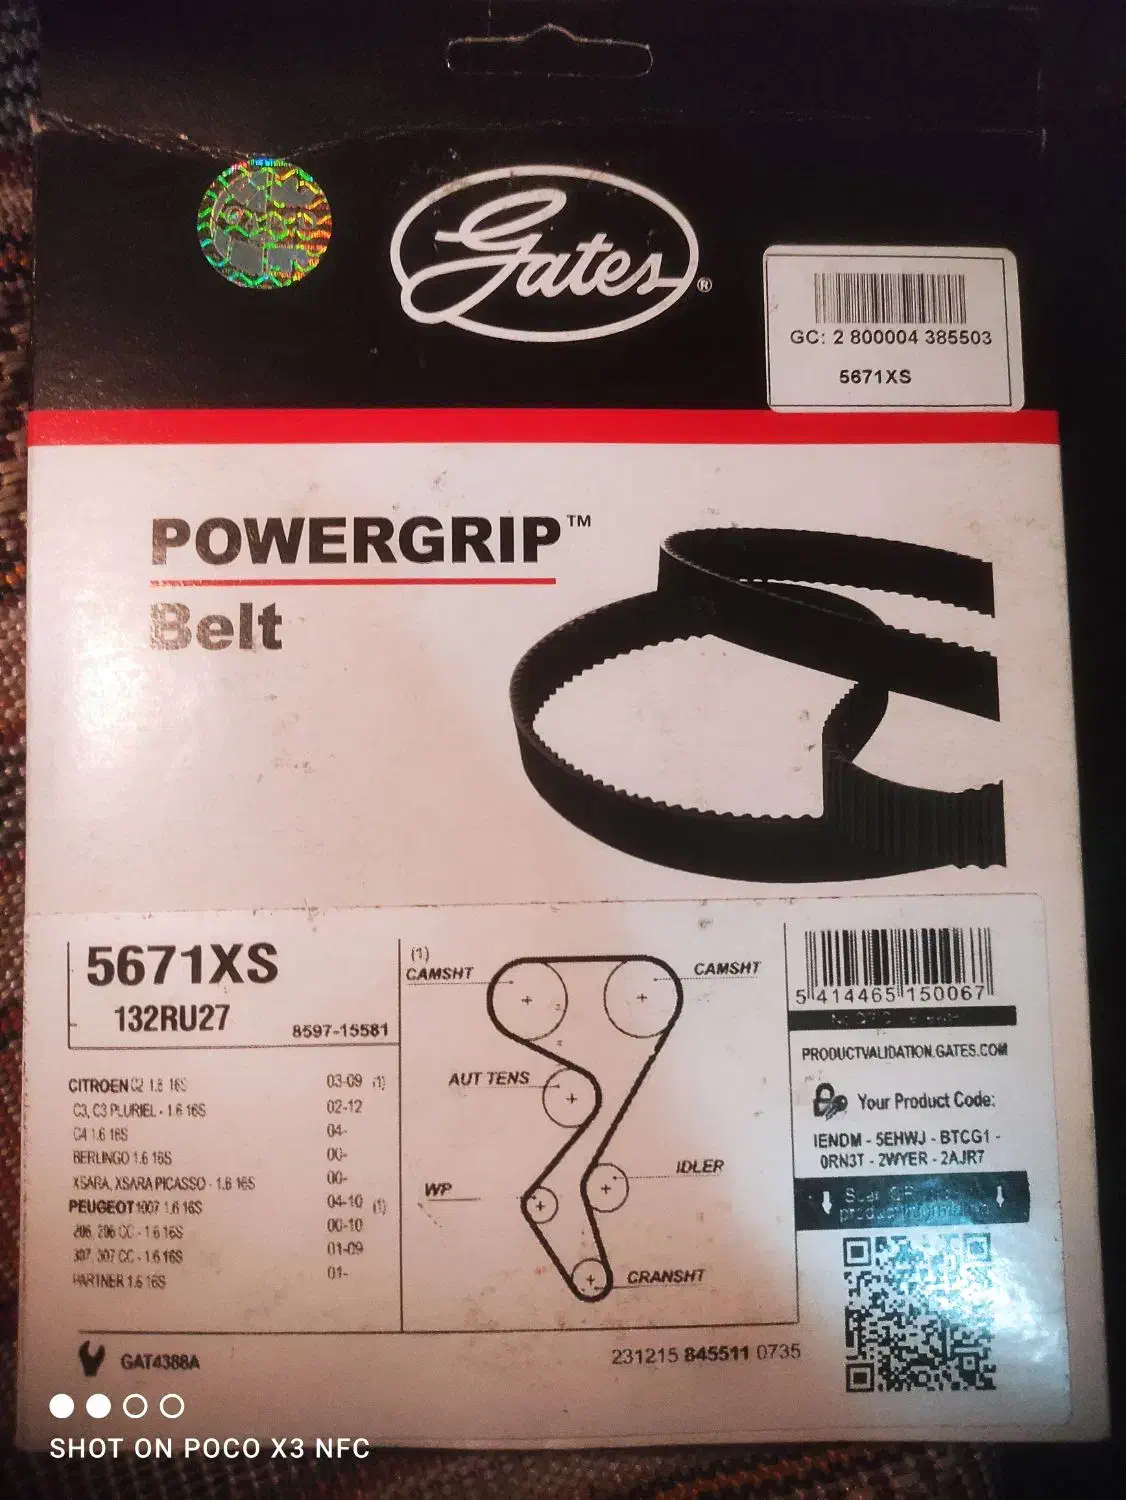 Gates®
GC: 2 800004 385503
5671XS
POWERGRIP™
Belt
5671XS
132RU27
8597-15581
CITROEN C2 1.6 16S 03-09 (1)
C3, C3 PLURIEL - 1.6 16S 02-12
C4 1.6 16S 04-
BERLINGO 1.6 16S 00-
XSARA, XSARA PICASSO - 1.6 16S 00-
PEUGEOT 1007 1.6 16S 04-10 (1)
206, 206 CC - 1.6 16S 00-10
307, 307 CC - 1.6 16S 01-09
PARTNER 1.6 16S 01-
GAT4388A
(1)
CAMSHT
CAMSHT
AUT TENS
IDLER
WP
CRANSHT
231215 845511 0735
5 414465 150067
PRODUCTVALIDATION.GATES.COM
Your Product Code:
IENDM - 5EHWJ - BTCG1 -
0RN3T - 2WYER - 2AJR7
product information
SHOT ON POCO X3 NFC